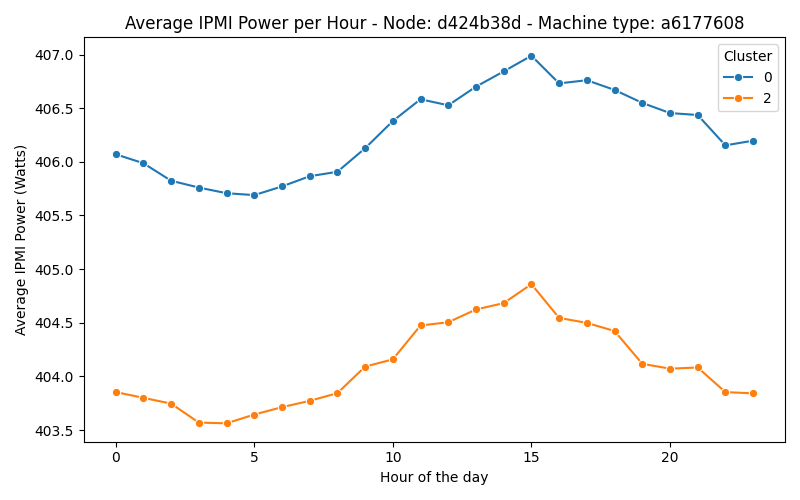 Average IPMI Power per Hour - Node: d424b38d - Machine type: a6177608
Cluster
0
2
407.0
406.5
406.0
405.5
405.0
404.5
404.0
403.5
Average IPMI Power (Watts)
0 5 10 15 20
Hour of the day